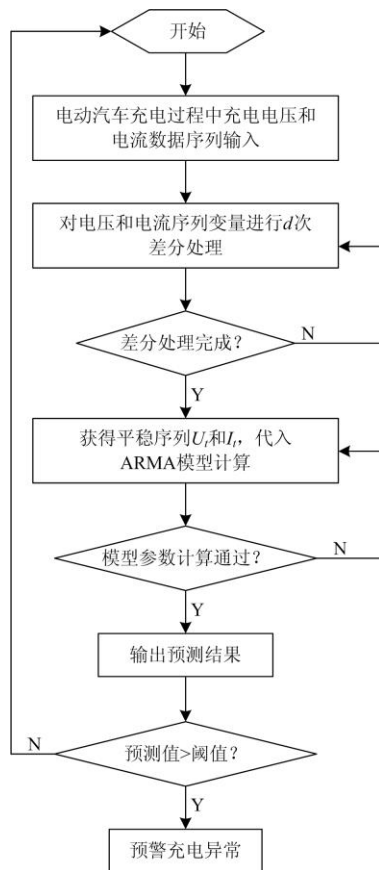 开始
电动汽车充电过程中充电电压和
电流数据序列输入
对电压和电流序列变量进行d次
差分处理
差分处理完成？
N
Y
获得平稳序列Ut和It，代入
ARMA模型计算
模型参数计算通过？
N
Y
输出预测结果
预测值>阈值？
N
Y
预警充电异常